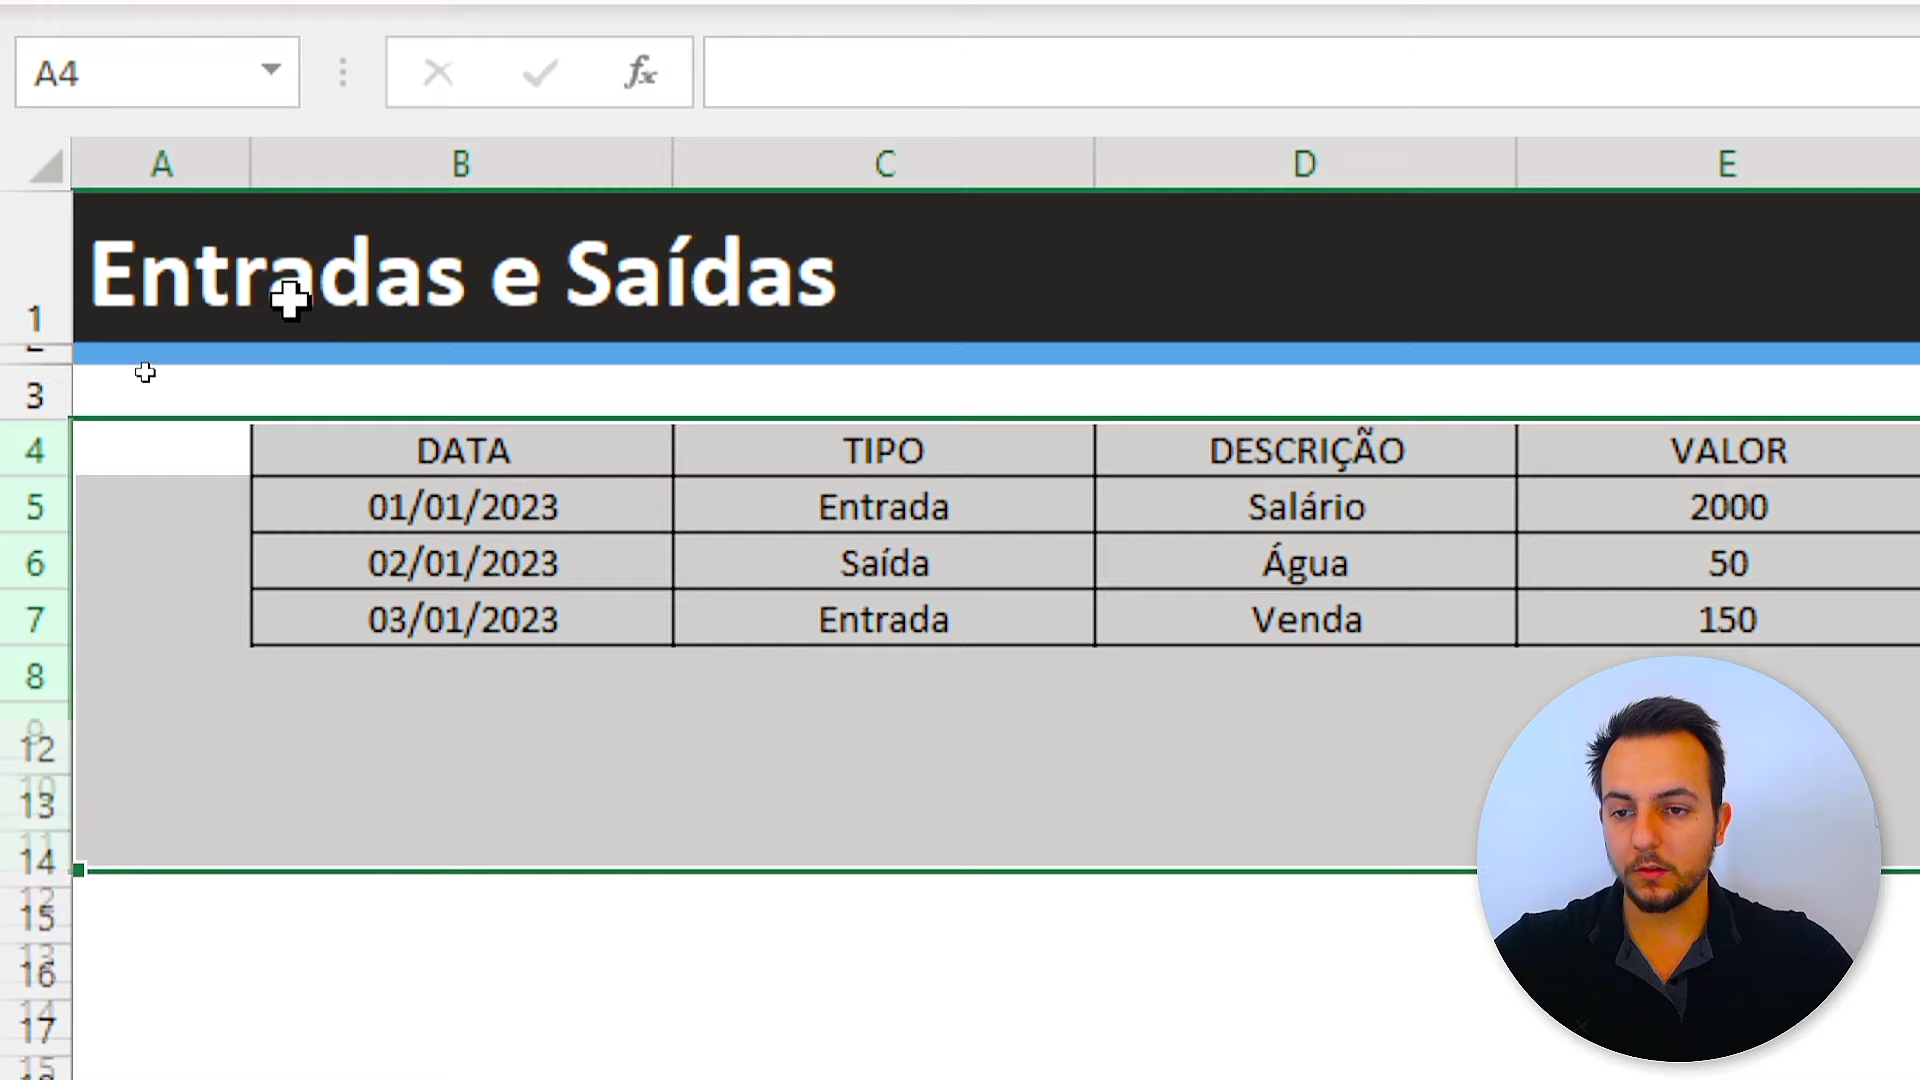 A4
fx
A B C D E
1 Entradas e Saídas
3
4 DATA TIPO DESCRIÇÃO VALOR
5 01/01/2023 Entrada Salário 2000
6 02/01/2023 Saída Água 50
7 03/01/2023 Entrada Venda 150
8
12
13
14
15
16
17